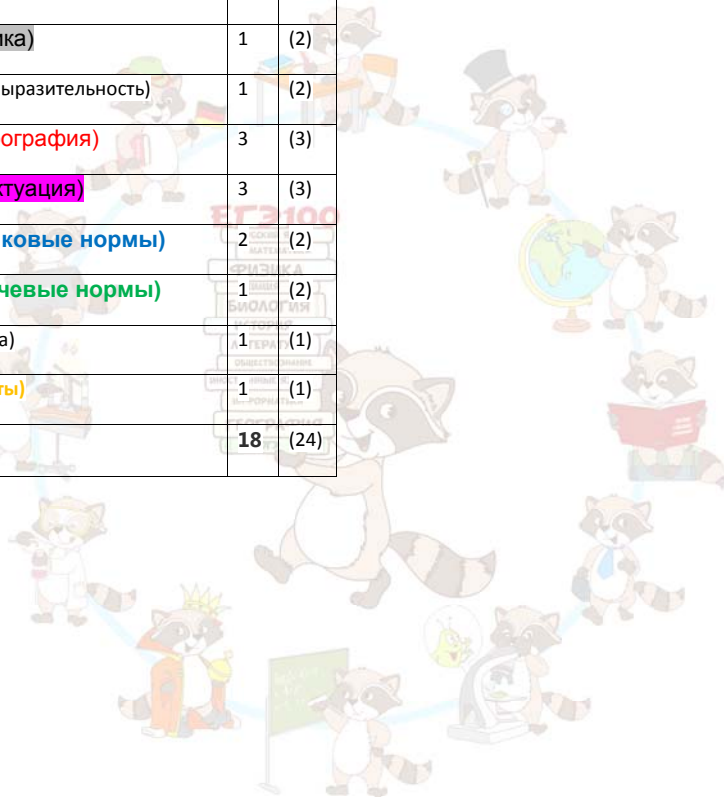 ика) 1 (2)
ыразительность) 1 (2)
ография) 3 (3)
ктуация) 3 (3)
ЕГЭ100
ковые нормы) 2 (2)
ФИЗИКА
чевые нормы) 1 (2)
БИОЛОГИЯ
ИСТОРИЯ
а) 1 (1)
ты) 1 (1)
ГЕОГРАФИЯ
18 (24)